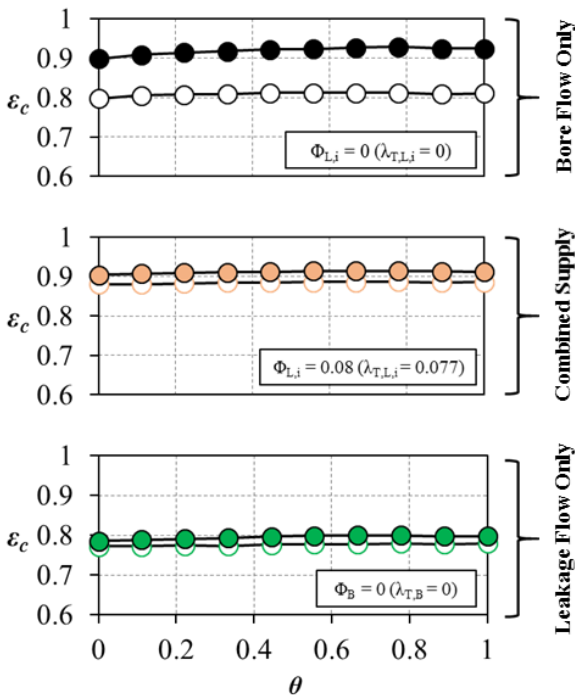 1
0.9
0.8
0.7
0.6
εc
ΦL,i = 0 (λT,L,i = 0)
Bore Flow Only
1
0.9
0.8
0.7
0.6
εc
ΦL,i = 0.08 (λT,L,i = 0.077)
Combined Supply
1
0.9
0.8
0.7
0.6
εc
ΦB = 0 (λT,B = 0)
Leakage Flow Only
0 0.2 0.4 0.6 0.8 1
θ